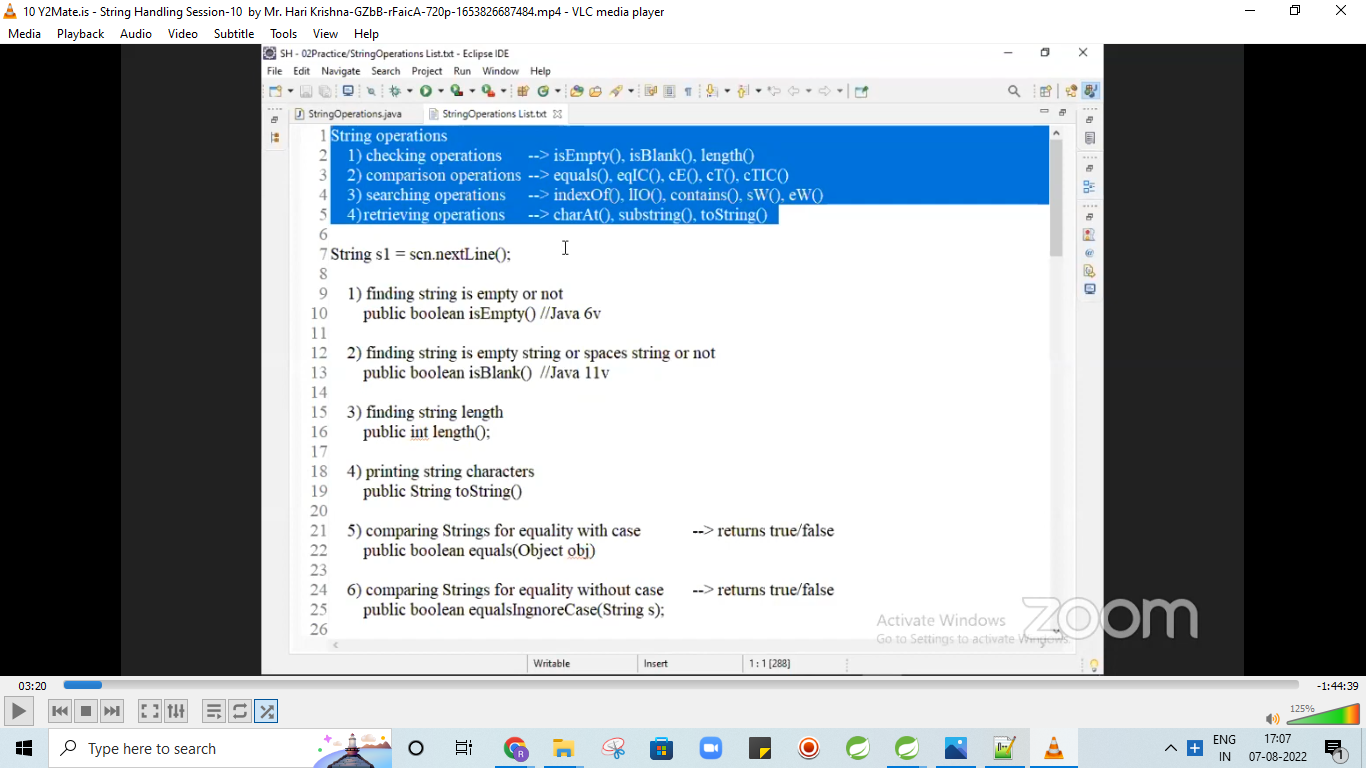 10 Y2Mate.is - String Handling Session-10 by Mr. Hari Krishna-GZbB-rFaicA-720p-1653826687484.mp4 - VLC media player
Media Playback Audio Video Subtitle Tools View Help
SH - 02Practice/StringOperations List.txt - Eclipse IDE
File Edit Navigate Search Project Run Window Help
StringOperations.java StringOperations List.txt
1 String operations
2 1) checking operations --> isEmpty(), isBlank(), length()
3 2) comparison operations --> equals(), eqIC(), cE(), cT(), cTIC()
4 3) searching operations --> indexOf(), lIO(), contains(), sW(), eW()
5 4) retrieving operations --> charAt(), substring(), toString()
6
7 String s1 = scn.nextLine();
8
9 1) finding string is empty or not
10 public boolean isEmpty() //Java 6v
11
12 2) finding string is empty string or spaces string or not
13 public boolean isBlank() //Java 11v
14
15 3) finding string length
16 public int length();
17
18 4) printing string characters
19 public String toString()
20
21 5) comparing Strings for equality with case --> returns true/false
22 public boolean equals(Object obj)
23
24 6) comparing Strings for equality without case --> returns true/false
25 public boolean equalsIngnoreCase(String s);
26
Activate Windows
Go to Settings to activate Windows.
zoom
Writable Insert 1 : 1 [288]
03:20 -1:44:39
125%
Type here to search
ENG 17:07
IN 07-08-2022
1